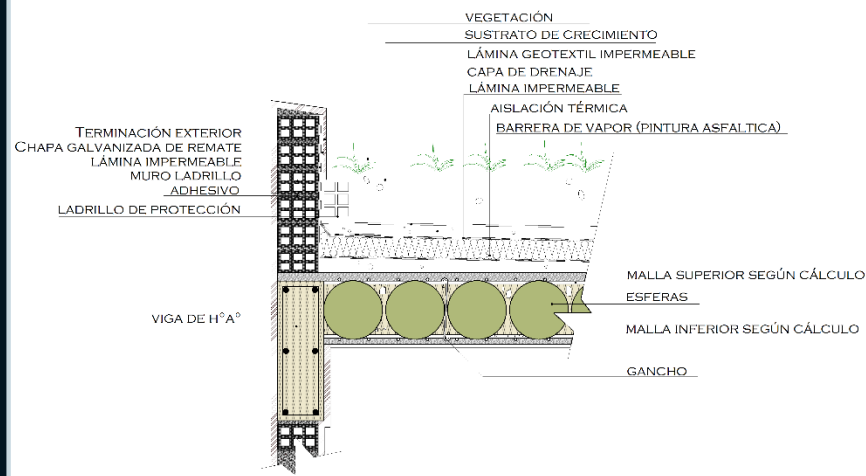 VEGETACIÓN
SUSTRATO DE CRECIMIENTO
LÁMINA GEOTEXTIL IMPERMEABLE
CAPA DE DRENAJE
LÁMINA IMPERMEABLE
AISLACIÓN TÉRMICA
BARRERA DE VAPOR (PINTURA ASFALTICA)
TERMINACIÓN EXTERIOR
CHAPA GALVANIZADA DE REMATE
LÁMINA IMPERMEABLE
MURO LADRILLO
ADHESIVO
LADRILLO DE PROTECCIÓN
VIGA DE H°A°
MALLA SUPERIOR SEGÚN CÁLCULO
ESFERAS
MALLA INFERIOR SEGÚN CÁLCULO
GANCHO